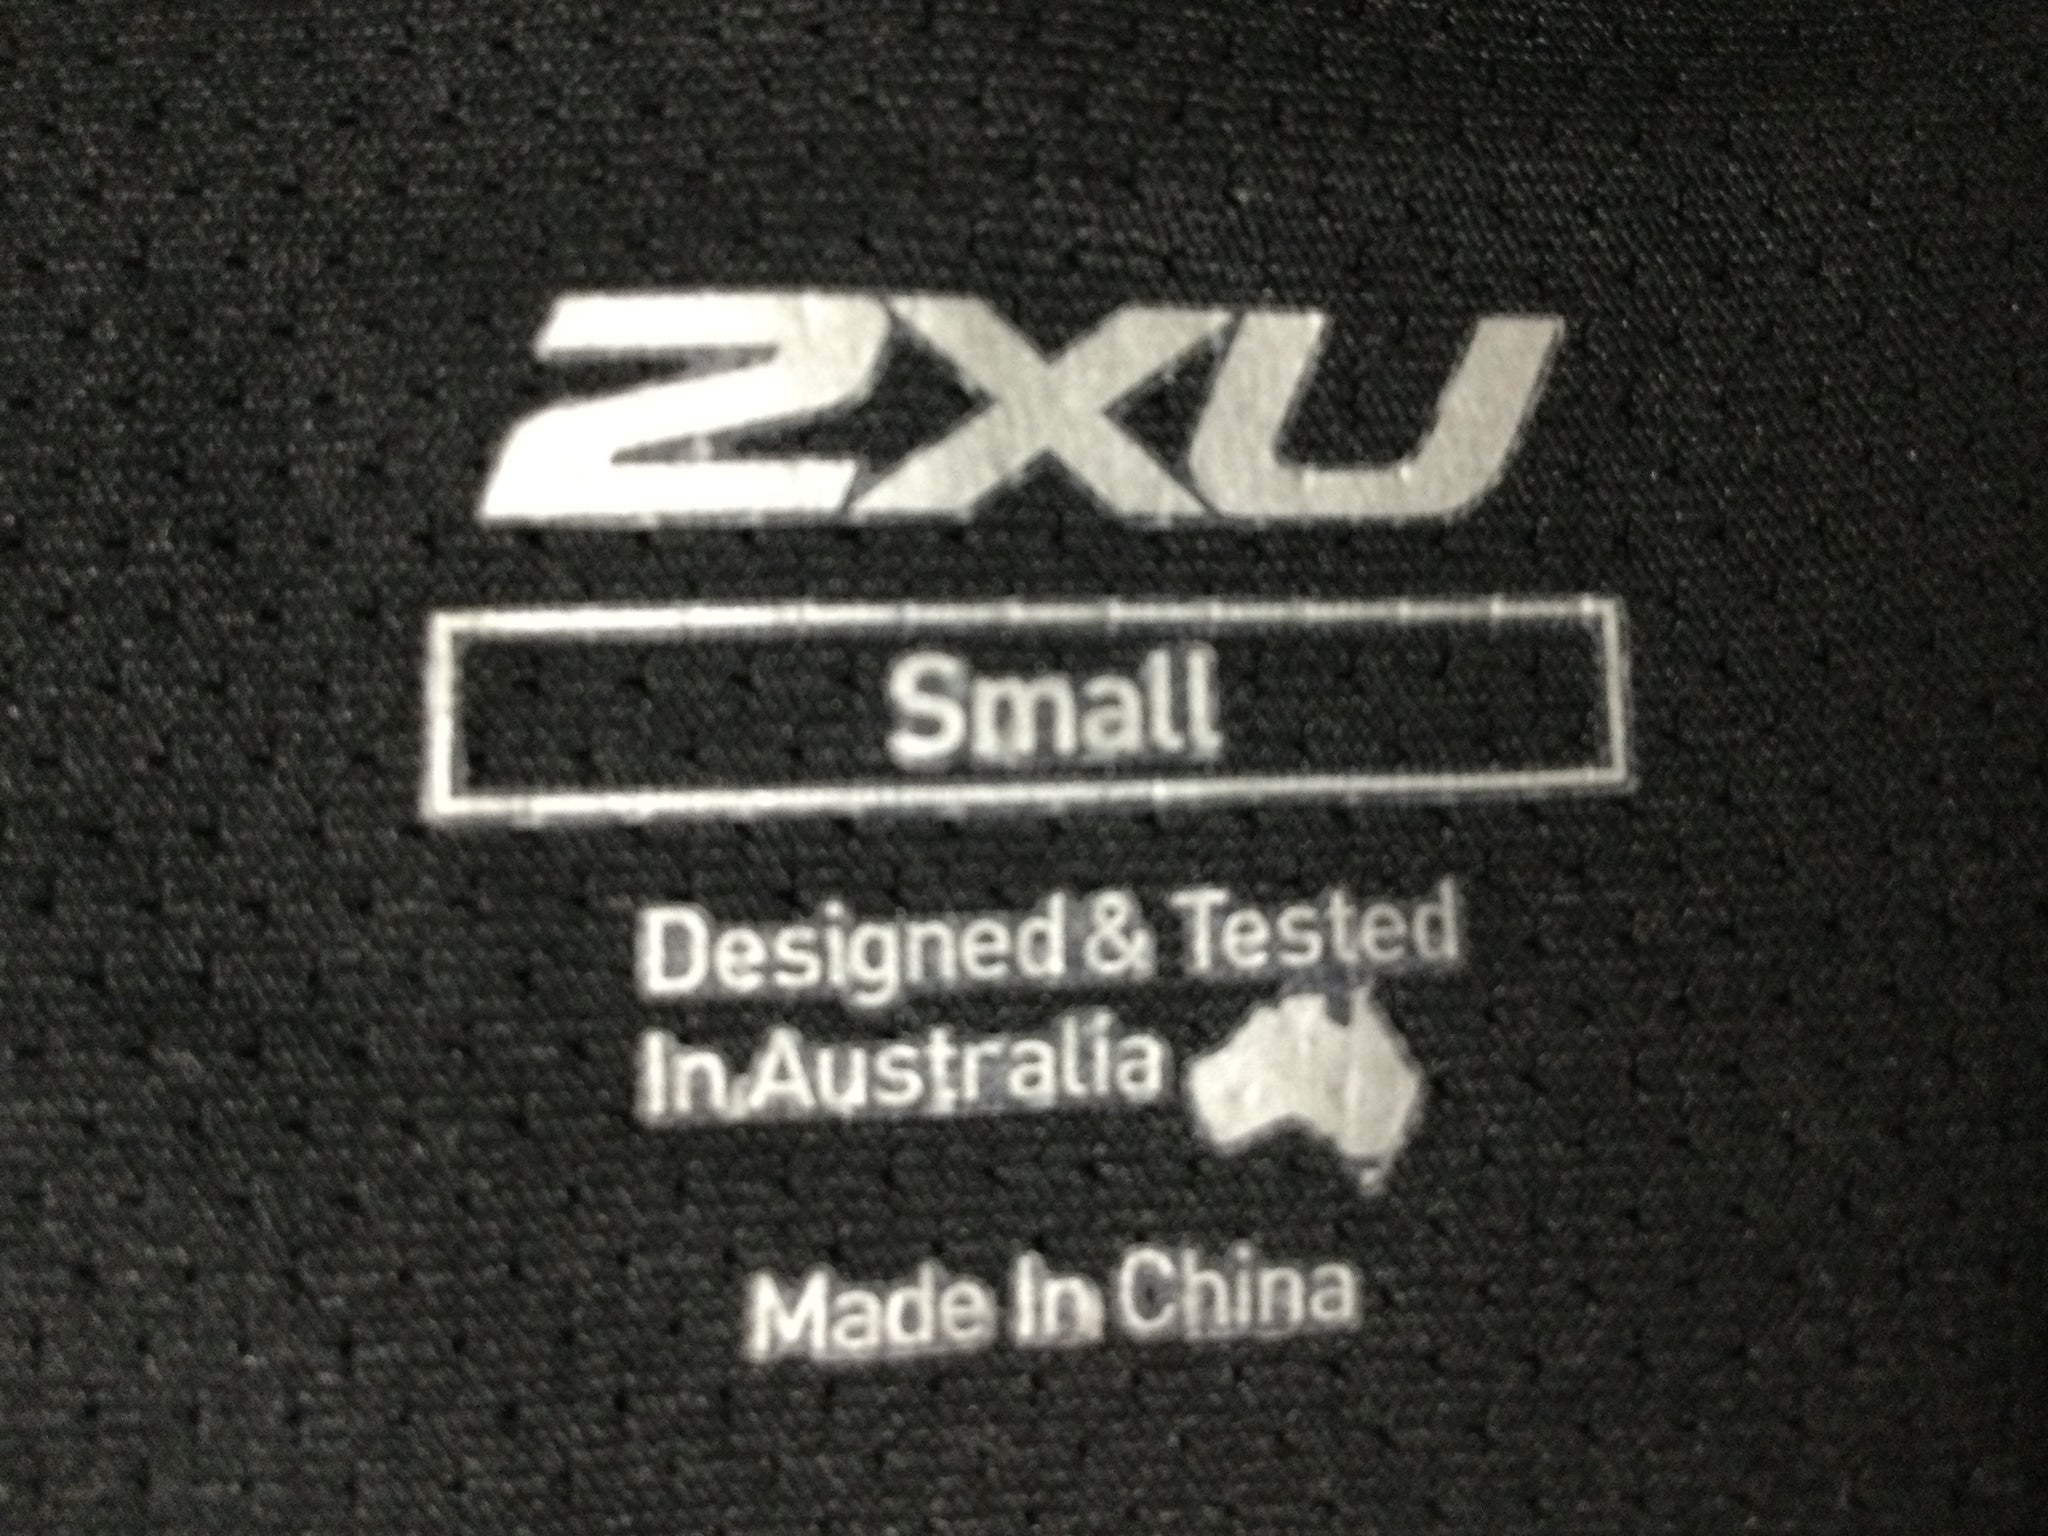 2XU
Small
Designed & Tested
In Australia
Made In China